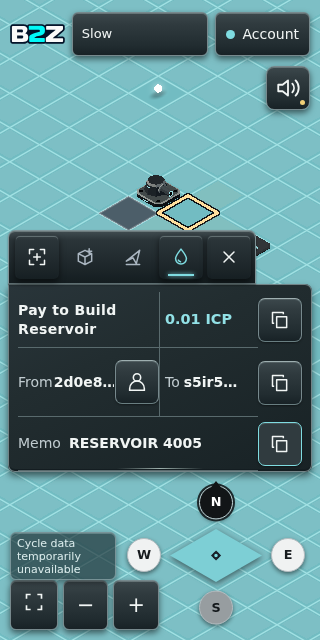 B2Z
Slow
Account
Pay to Build
Reservoir
0.01 ICP
From 2d0e8...
To s5ir5...
Memo RESERVOIR 4005
N
W
E
S
Cycle data
temporarily
unavailable
− +